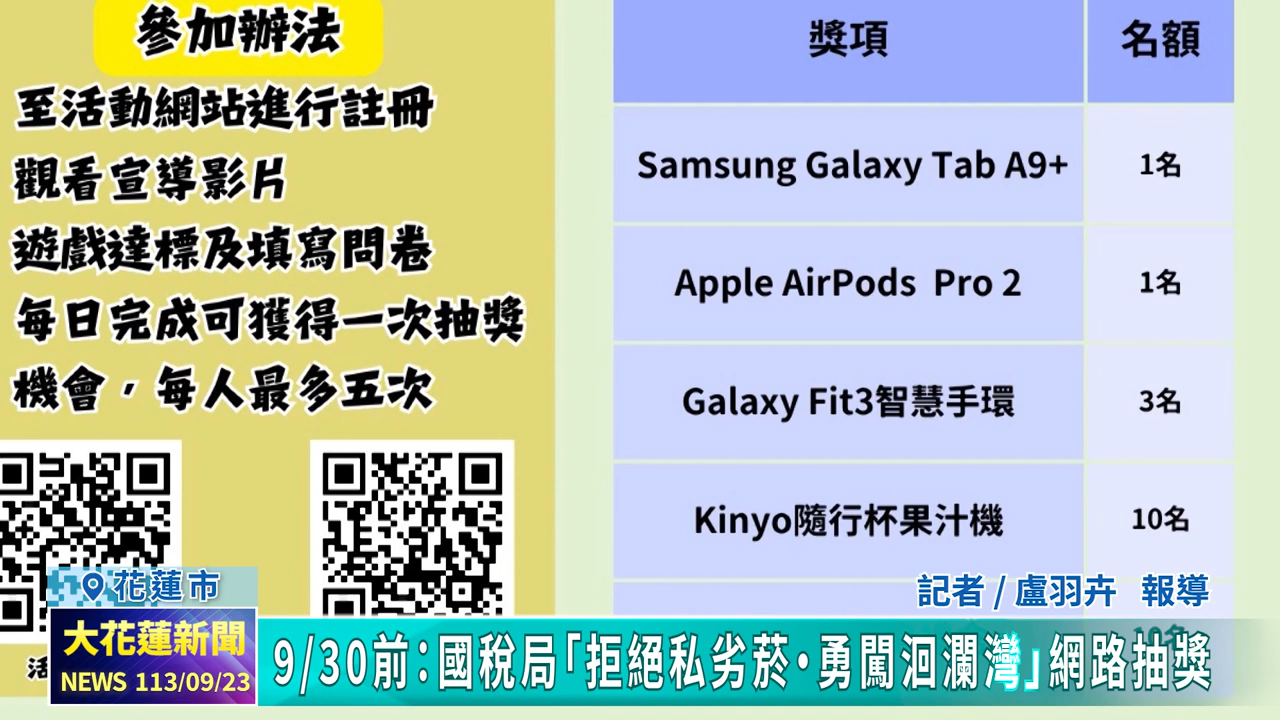 參加辦法
至活動網站進行註冊
觀看宣導影片
遊戲達標及填寫問卷
每日完成可獲得一次抽獎
機會，每人最多五次
獎項 名額
Samsung Galaxy Tab A9+ 1名
Apple AirPods Pro 2 1名
Galaxy Fit3智慧手環 3名
Kinyo隨行杯果汁機 10名
10名
花蓮市
記者/盧羽卉 報導
大花蓮新聞
NEWS 113/09/23
9/30前：國稅局「拒絕私劣菸·勇闖洄瀾灣」網路抽獎
活